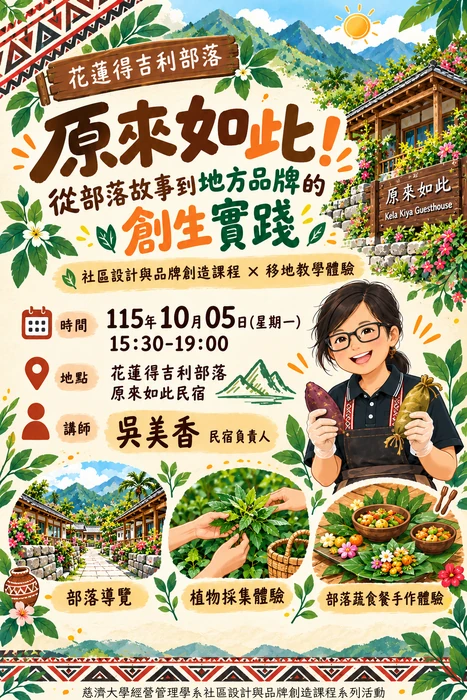 花蓮得吉利部落
原來如此!
從部落故事到地方品牌的
創生實踐
社區設計與品牌創造課程 × 移地教學體驗
時間
115年10月05日(星期一)
15:30-19:00
地點
花蓮得吉利部落
原來如此民宿
講師
吳美香 民宿負責人
原來如此
Kela Kiya Guesthouse
部落導覽
植物採集體驗
部落蔬食餐手作體驗
慈濟大學經營管理學系社區設計與品牌創造課程系列活動